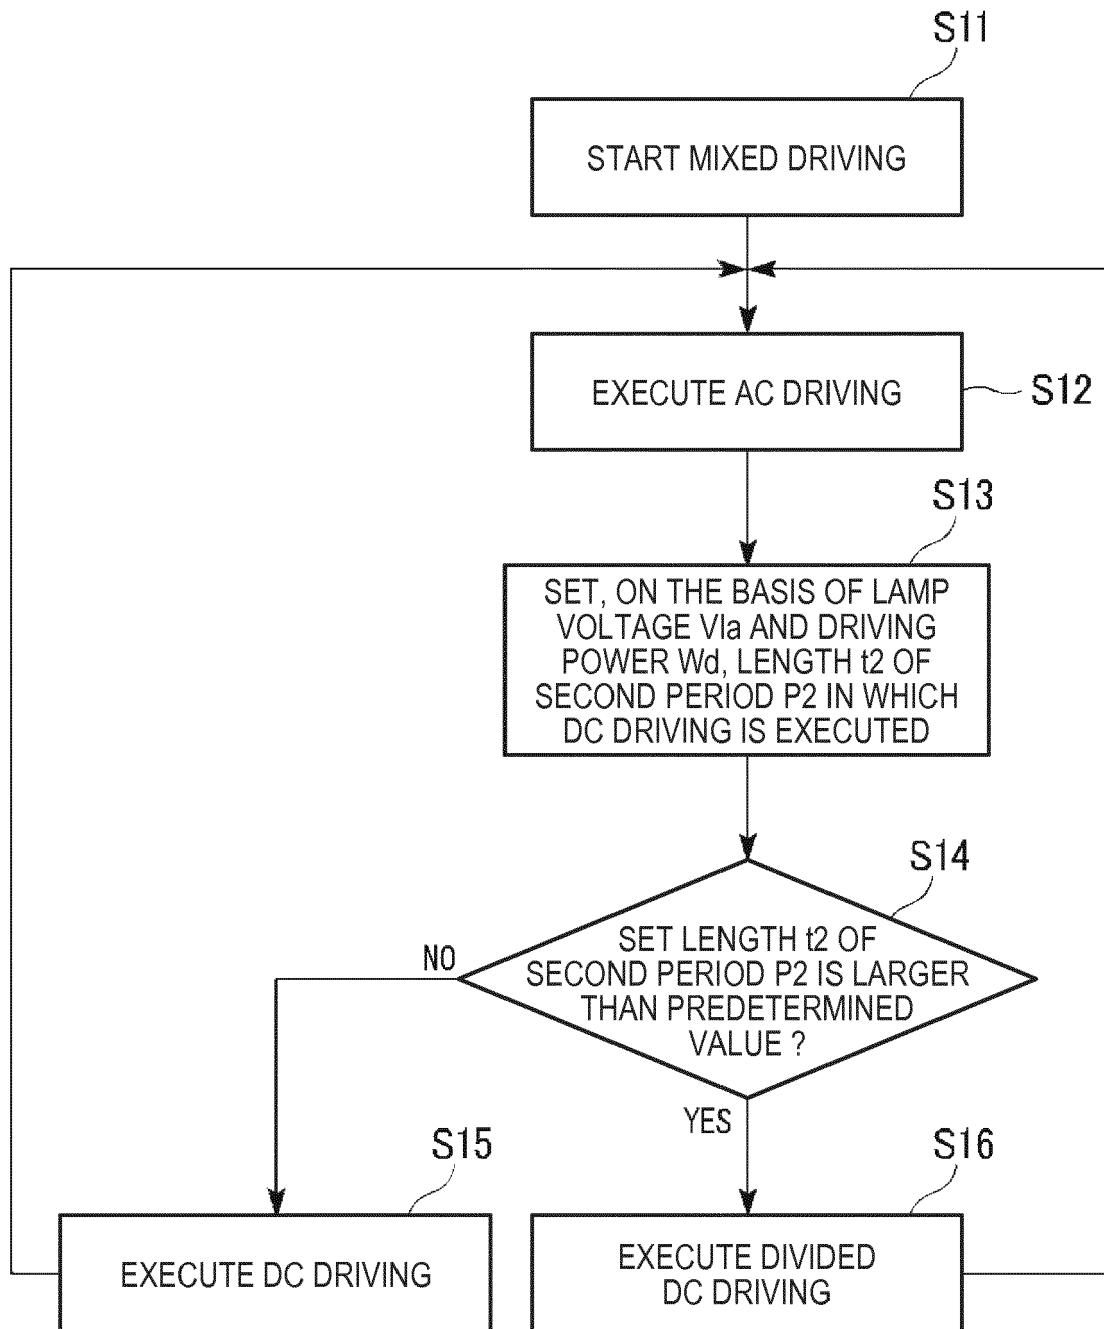 S11
START MIXED DRIVING
EXECUTE AC DRIVING
S12
S13
SET, ON THE BASIS OF LAMP
VOLTAGE Vla AND DRIVING
POWER Wd, LENGTH t2 OF
SECOND PERIOD P2 IN WHICH
DC DRIVING IS EXECUTED
S14
SET LENGTH t2 OF
SECOND PERIOD P2 IS LARGER
THAN PREDETERMINED
VALUE ?
NO
YES
S15
EXECUTE DC DRIVING
S16
EXECUTE DIVIDED
DC DRIVING